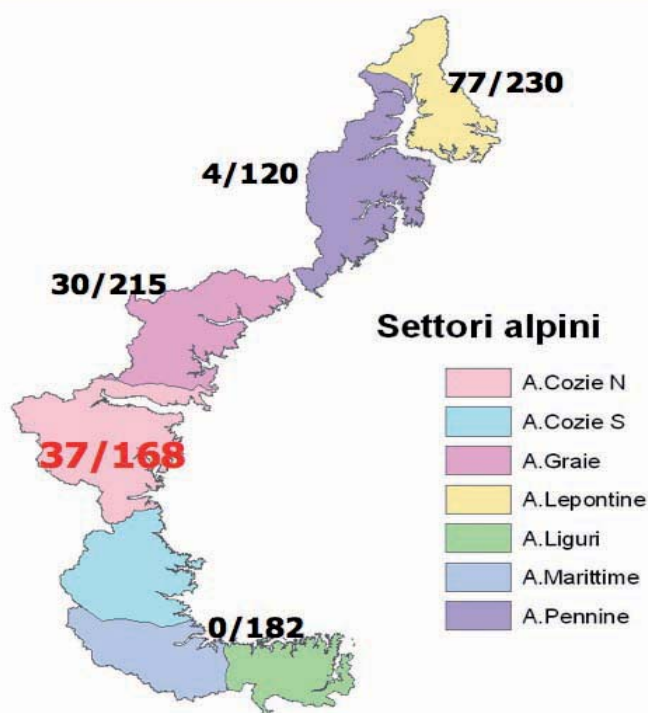 77/230
4/120
30/215
Settori alpini
A.Cozie N
A.Cozie S
A.Graie
37/168
A.Lepontine
A.Liguri
A.Marittime
0/182
A.Pennine